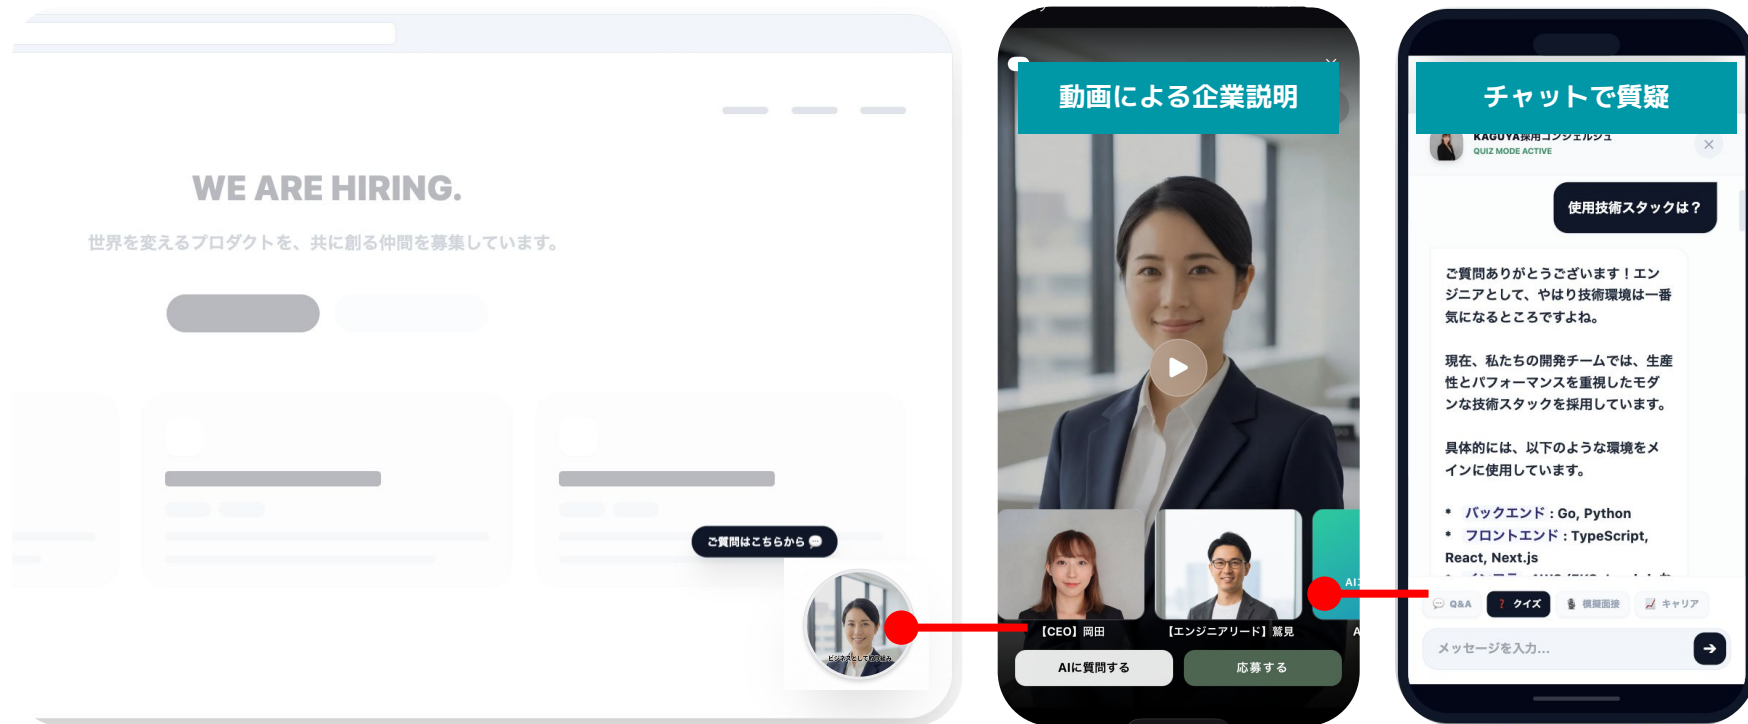 WE ARE HIRING.
世界を変えるプロダクトを、共に創る仲間を募集しています。
ご質問はこちらから 💬
ビジネスとして取り組み
動画による企業説明
【CEO】岡田
【エンジニアリード】鷲見
AI
A
AIに質問する
応募する
チャットで質疑
KAGUYA採用コンシェルジュ
QUIZ MODE ACTIVE
使用技術スタックは？
ご質問ありがとうございます！エン
ジニアとして、やはり技術環境は一番
気になるところですよね。
現在、私たちの開発チームでは、生産
性とパフォーマンスを重視したモダ
ンな技術スタックを採用しています。
具体的には、以下のような環境をメ
インに使用しています。
* バックエンド : Go, Python
* フロントエンド : TypeScript,
React, Next.js
💬 Q&A
❓ クイズ
🎙 模擬面接
📈 キャリア
メッセージを入力...